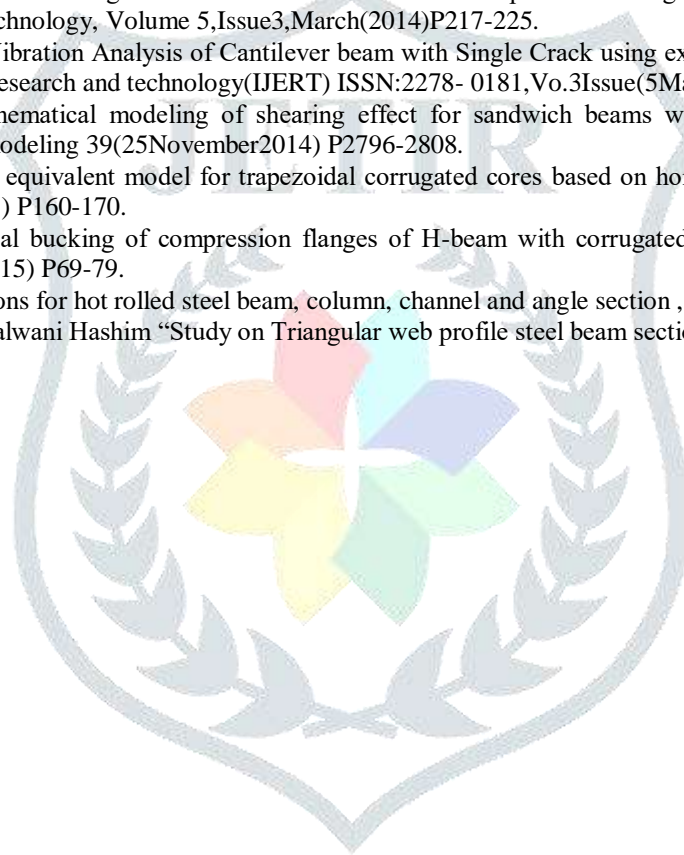 chnology, Volume 5,Issue3,March(2014)P217-225.
Vibration Analysis of Cantilever beam with Single Crack using ex
esearch and technology(IJERT) ISSN:2278- 0181,Vo.3Issue(5Ma
hematical modeling of shearing effect for sandwich beams w
odeling 39(25November2014) P2796-2808.
equivalent model for trapezoidal corrugated cores based on ho
) P160-170.
al bucking of compression flanges of H-beam with corrugated
15) P69-79.
ons for hot rolled steel beam, column, channel and angle section ,
alwani Hashim “Study on Triangular web profile steel beam secti
JETIR